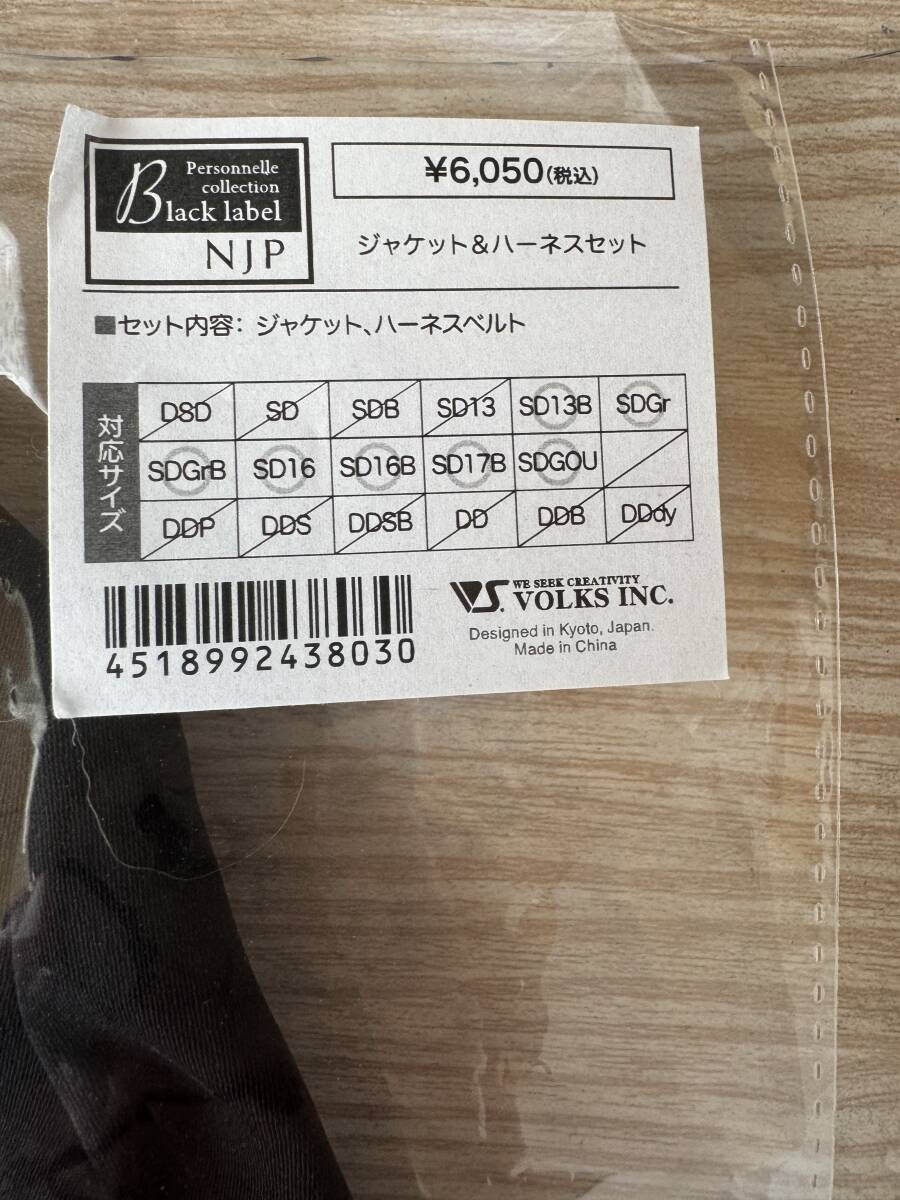 Personnelle
collection
Black label
NJP
¥6,050(税込)
ジャケット＆ハーネスセット
■セット内容：ジャケット、ハーネスベルト
対応サイズ
DSD SD SDB SD13 SD13B SDGr
SDGrB SD16 SD16B SD17B SDGOU
DDP DDS DDSB DD DDB DDdy
4518992438030
VS. WE SEEK CREATIVITY
VOLKS INC.
Designed in Kyoto, Japan.
Made in China